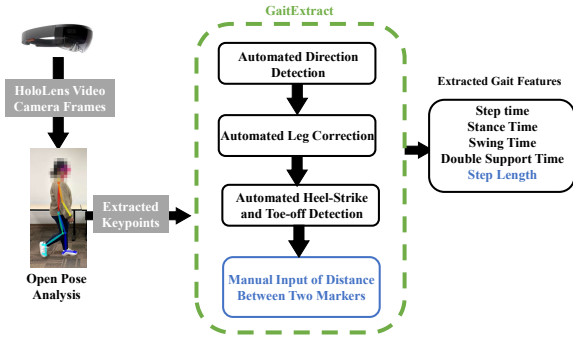 GaitExtract
HoloLens Video
Camera Frames
Open Pose
Analysis
Extracted
Keypoints
Automated Direction
Detection
Automated Leg Correction
Automated Heel-Strike
and Toe-off Detection
Manual Input of Distance
Between Two Markers
Extracted Gait Features
Step time
Stance Time
Swing Time
Double Support Time
Step Length